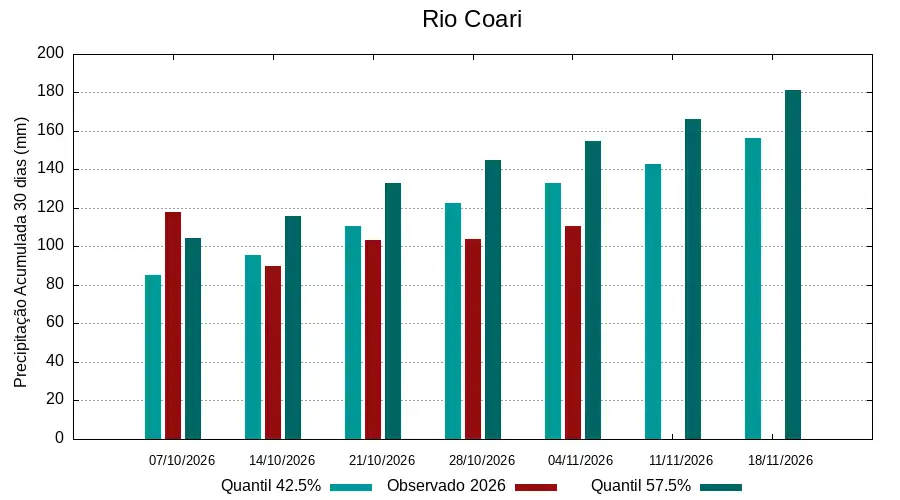 Rio Coari
Precipitação Acumulada 30 dias (mm)
200
180
160
140
120
100
80
60
40
20
0
07/10/2026 14/10/2026 21/10/2026 28/10/2026 04/11/2026 11/11/2026 18/11/2026
Quantil 42.5% Observado 2026 Quantil 57.5%